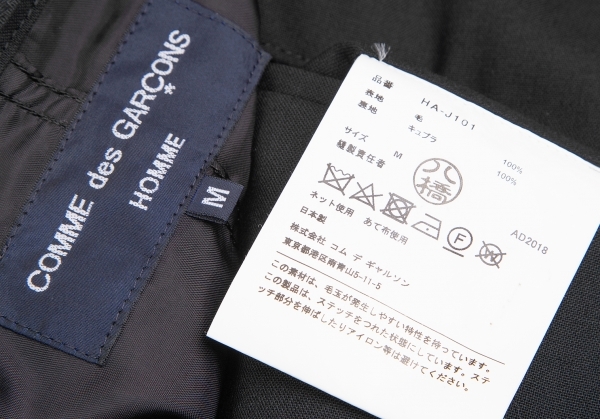 COMME des GARÇONS
HOMME *
M
品番 HA-J101
表地 毛 100%
裏地 キュプラ 100%
サイズ M
縫製責任者 八橋
ネット使用 あて布使用
日本製 AD2018
株式会社 コム デ ギャルソン
東京都港区南青山5-11-5
この素材は、毛玉が発生しやすい特性を持っています。
この製品は、ステッチをつれた状態にしています。ステ
ッチ部分を伸ばしたりアイロン等は避けてください。